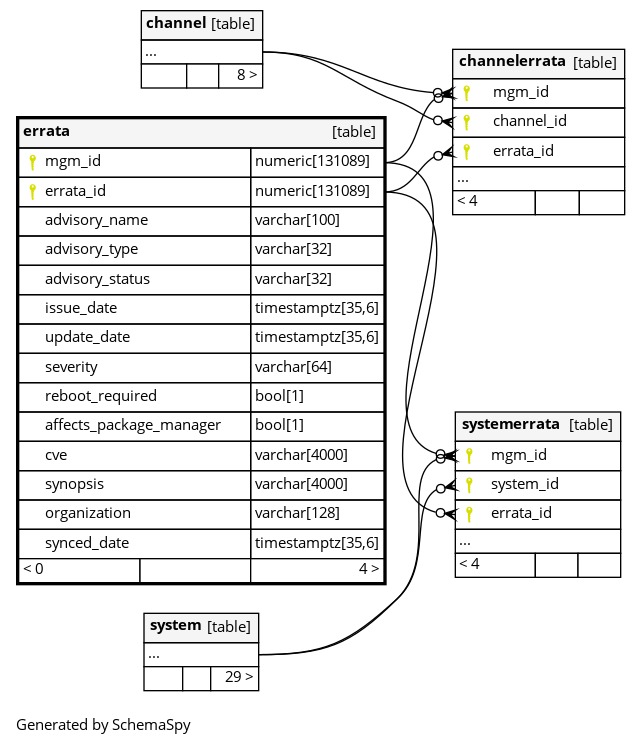 channel [table]
...
8 >
channelerrata [table]
mgm_id
channel_id
errata_id
...
< 4
errata [table]
mgm_id numeric[131089]
errata_id numeric[131089]
advisory_name varchar[100]
advisory_type varchar[32]
advisory_status varchar[32]
issue_date timestamptz[35,6]
update_date timestamptz[35,6]
severity varchar[64]
reboot_required bool[1]
affects_package_manager bool[1]
cve varchar[4000]
synopsis varchar[4000]
organization varchar[128]
synced_date timestamptz[35,6]
< 0 4 >
systemerrata [table]
mgm_id
system_id
errata_id
...
< 4
system [table]
...
29 >
Generated by SchemaSpy